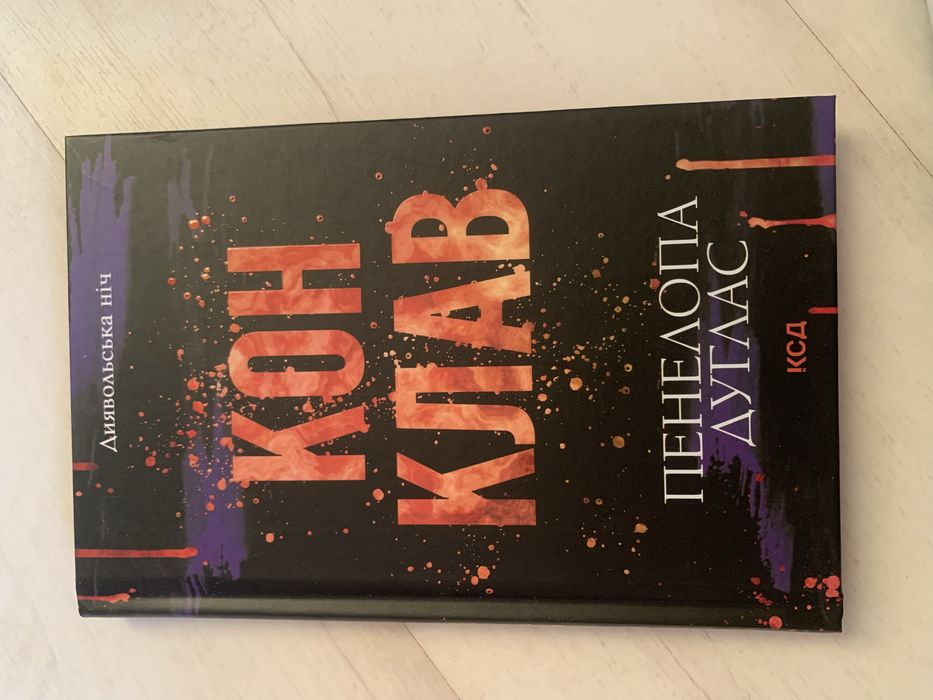 Диявольська ніч
КОН
КЛАВ
ПЕНЕЛОПА
ДУГЛАС
КСД